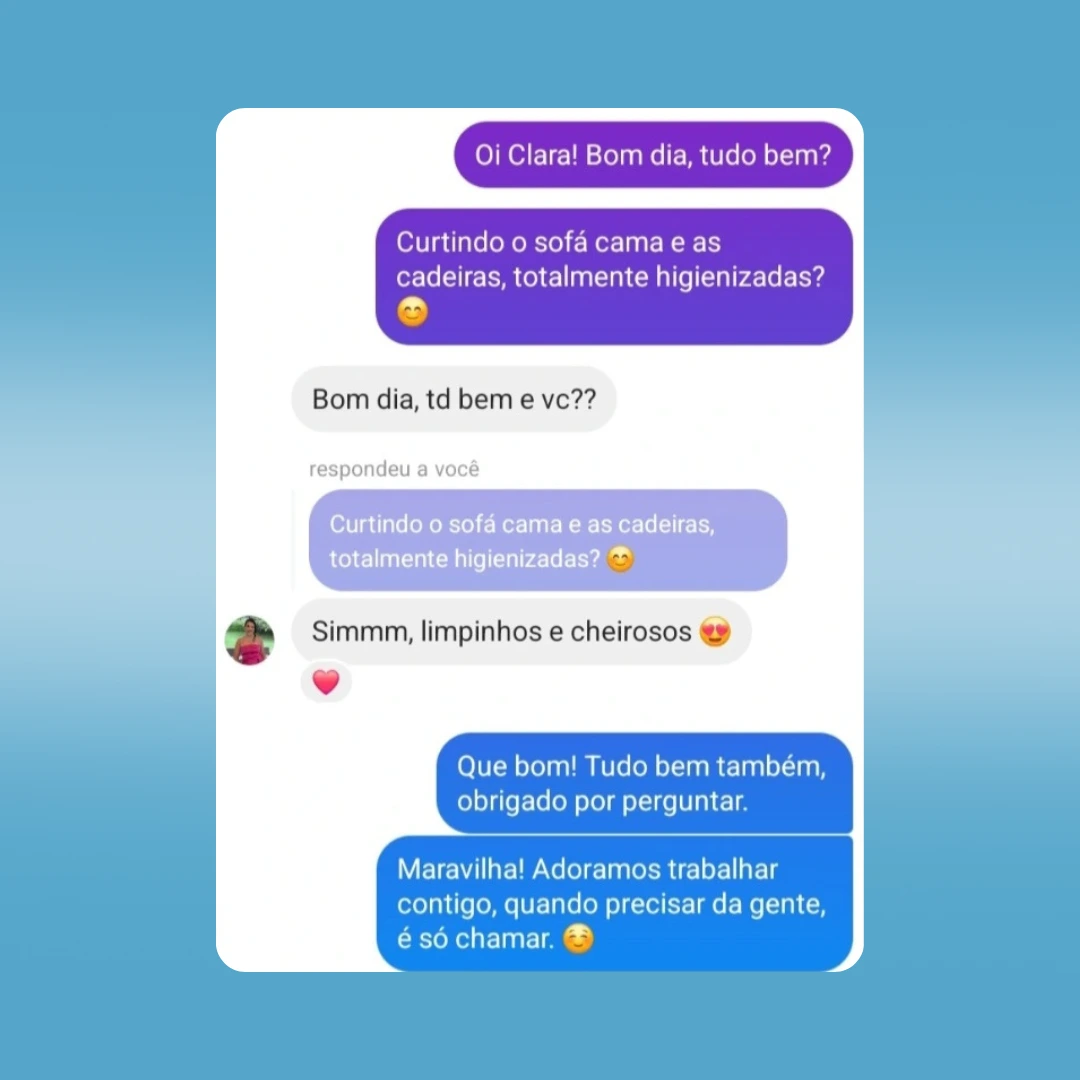 Oi Clara! Bom dia, tudo bem?
Curtindo o sofá cama e as
cadeiras, totalmente higienizadas?
😊
Bom dia, td bem e vc??
respondeu a você
Curtindo o sofá cama e as cadeiras,
totalmente higienizadas? 😊
Simmm, limpinhos e cheirosos 😍
❤️
Que bom! Tudo bem também,
obrigado por perguntar.
Maravilha! Adoramos trabalhar
contigo, quando precisar da gente,
é só chamar. ☺️